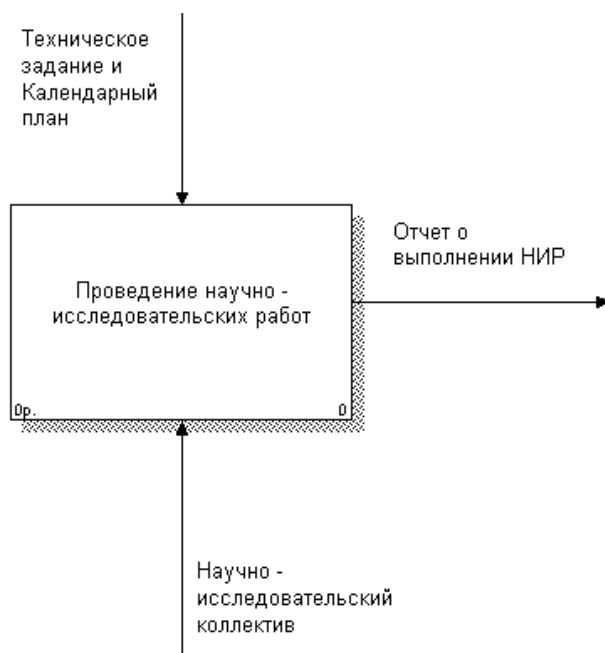 Техническое
задание и
Календарный
план
Отчет о
выполнении НИР
Проведение научно -
исследовательских работ
0р.
0
Научно -
исследовательский
коллектив